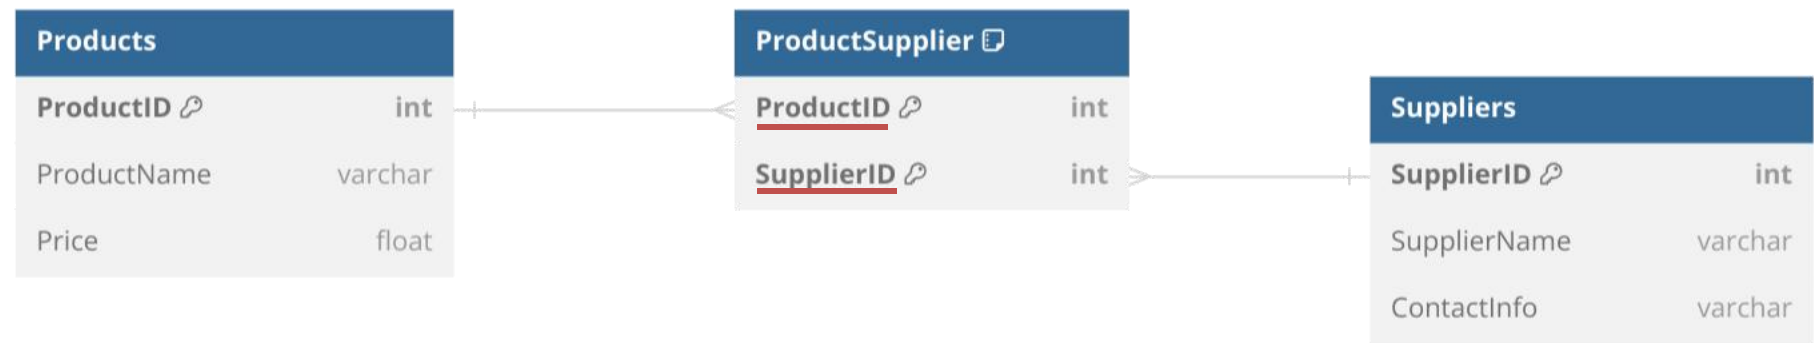 Products
ProductID int
ProductName varchar
Price float
ProductSupplier
ProductID int
SupplierID int
Suppliers
SupplierID int
SupplierName varchar
ContactInfo varchar